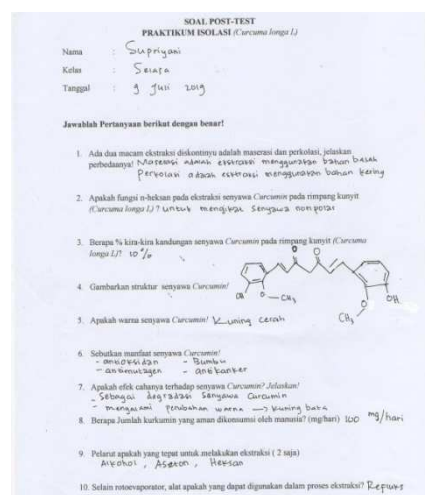 SOAL POST-TEST
PRAKTIKUM ISOLASI (Curcuma longa L)
Nama : Supriyani
Kelas : Selasa
Tanggal : 9 Juli 2019
Jawablah Pertanyaan berikut dengan benar!
1. Ada dua macam ekstraksi diskontinyu adalah maserasi dan perkolasi, jelaskan
perbedaanya! Maserasi adalah ekstraksi menggunakan bahan basah
Perkolasi adalah ekstraksi menggunakan bahan kering
2. Apakah fungsi n-heksan pada ekstraksi senyawa Curcumin pada rimpang kunyit
(Curcuma longa L)? untuk mengikat senyawa non polar
3. Berapa % kira-kira kandungan senyawa Curcumin pada rimpang kunyit (Curcuma
longa L)! 10 %
O O
4. Gambarkan struktur senyawa Curcumin!
OH O — CH3
O OH
CH3
5. Apakah warna senyawa Curcumin! Kuning cerah
6. Sebutkan manfaat senyawa Curcumin!
- antioksidan - Bumbu
- antimutagen - antikanker
7. Apakah efek cahanya terhadap senyawa Curcumin? Jelaskan!
- Sebagai degradasi senyawa Curcumin
- mengalami perubahan warna → kuning bata
8. Berapa Jumlah kurkumin yang aman dikonsumsi oleh manusia? (mg/hari) 100 mg/hari
9. Pelarut apakah yang tepat untuk melakukan ekstraksi ( 2 saja)
Alkohol , Aseton , Heksan
10. Selain rotoevaporator, alat apakah yang dapat digunakan dalam proses ekstraksi? Refluks